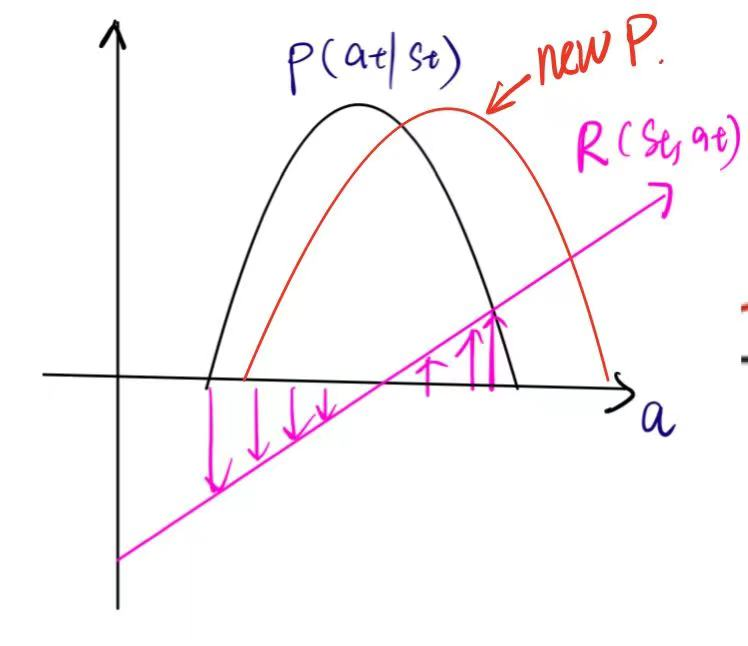 P(at|st)
new P.
R(St, at)
a